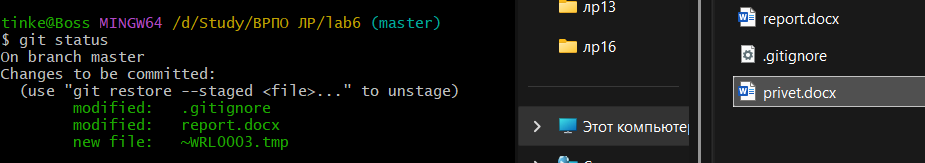 tinke@Boss MINGW64 /d/Study/ВРПО ЛР/lab6 (master)
$ git status
On branch master
Changes to be committed:
  (use "git restore --staged <file>..." to unstage)
        modified:   .gitignore
        modified:   report.docx
        new file:   ~WRL0003.tmp
лр13
лр16
Этот компьютер
report.docx
.gitignore
privet.docx